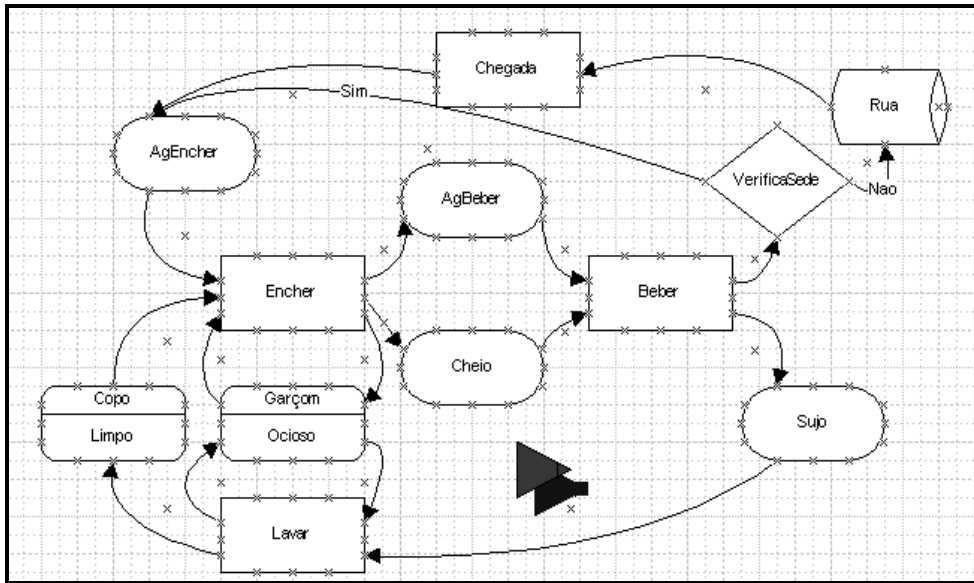 Chegada
Sim
Rua
AgEncher
VerificaSede
Nao
AgBeber
Encher
Beber
Cheio
Copo
Limpo
Garçom
Ocioso
Sujo
Lavar